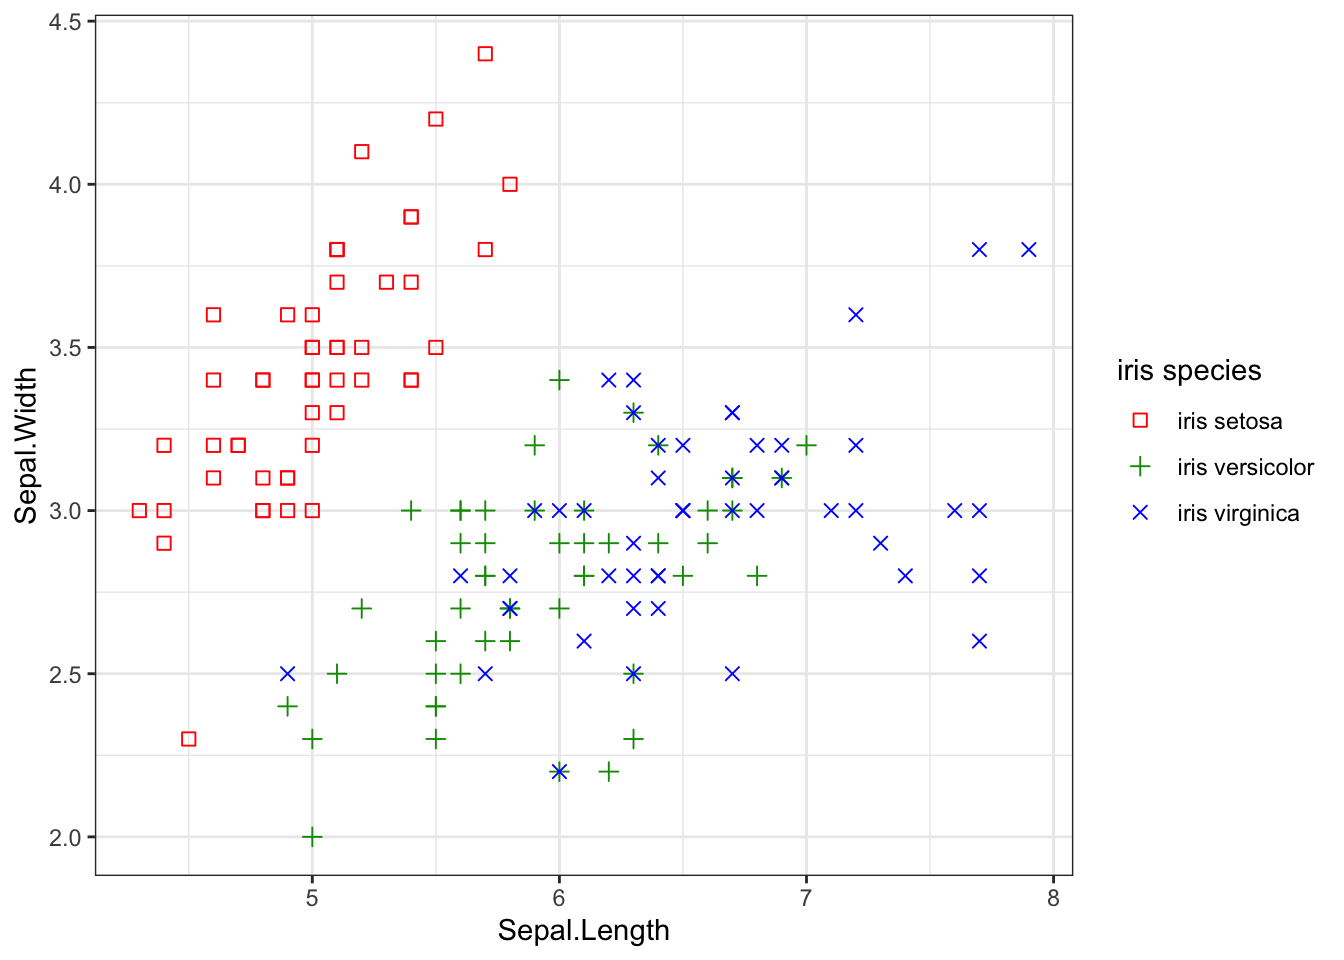 4.5
4.0
3.5
3.0
2.5
2.0
Sepal.Width
5 6 7 8
Sepal.Length
iris species
iris setosa
iris versicolor
iris virginica